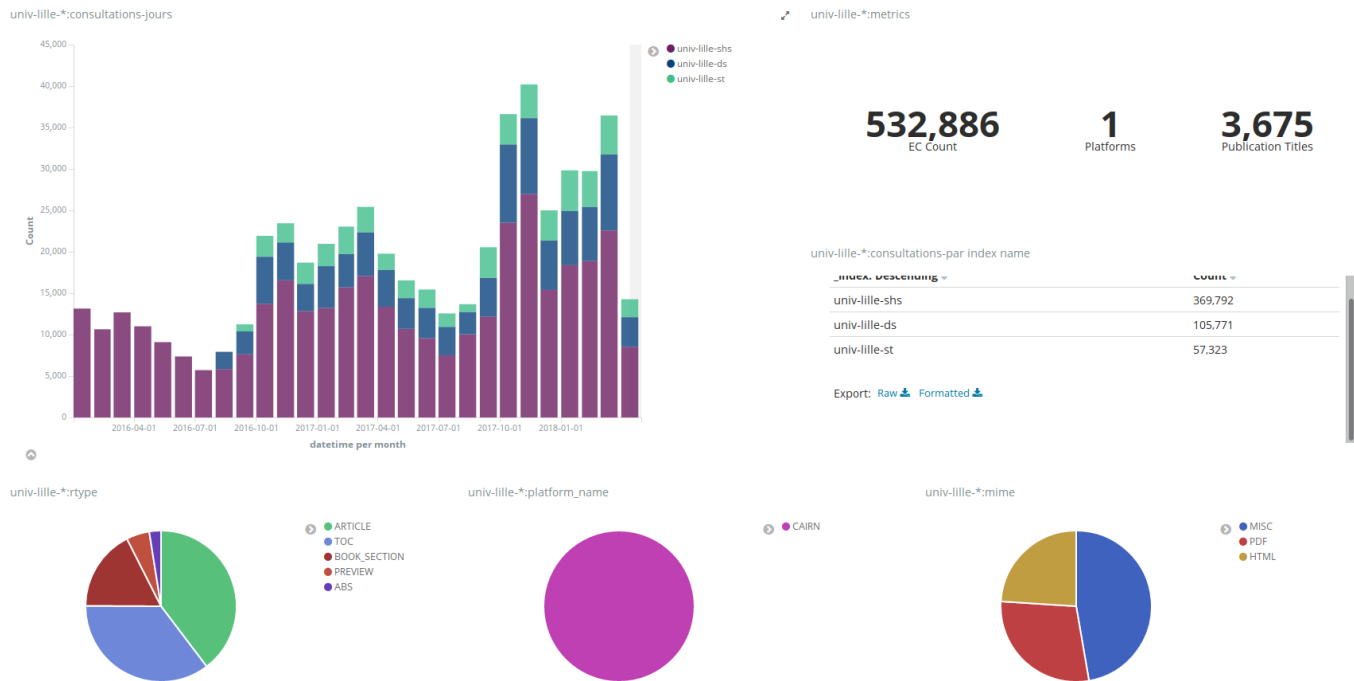 univ-lille-*:consultations-jours
45,000
40,000
35,000
30,000
25,000
20,000
15,000
10,000
5,000
0
Count
2016-04-01 2016-07-01 2016-10-01 2017-01-01 2017-04-01 2017-07-01 2017-10-01 2018-01-01
datetime per month
univ-lille-shs
univ-lille-ds
univ-lille-st
univ-lille-*:metrics
532,886 1 3,675
EC Count Platforms Publication Titles
univ-lille-*:consultations-par index name
_index: Descending Count
univ-lille-shs 369,792
univ-lille-ds 105,771
univ-lille-st 57,323
Export: Raw Formatted
univ-lille-*:rtype
ARTICLE
TOC
BOOK_SECTION
PREVIEW
ABS
univ-lille-*:platform_name
CAIRN
univ-lille-*:mime
MISC
PDF
HTML